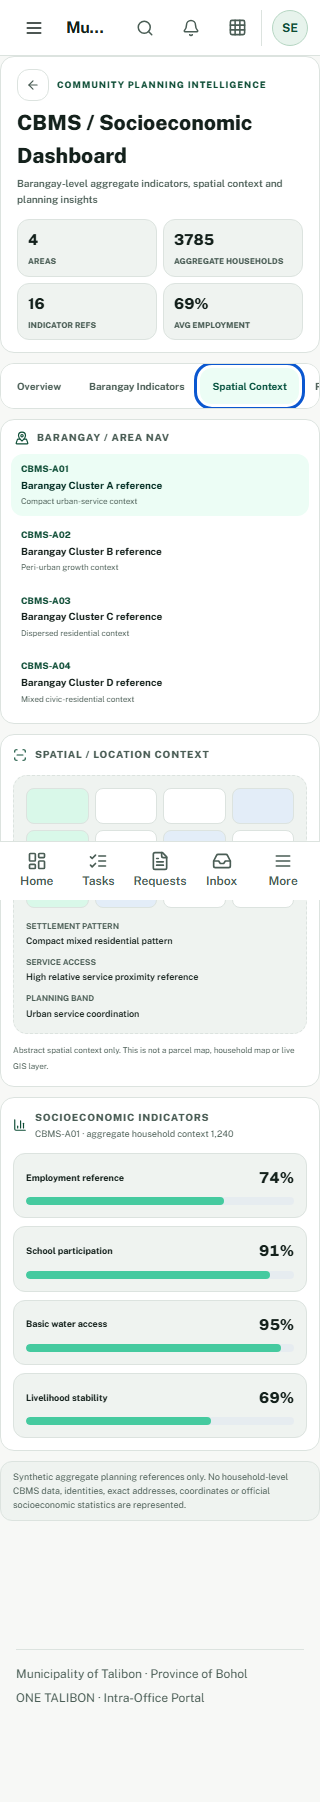 Mu...
SE
COMMUNITY PLANNING INTELLIGENCE
CBMS / Socioeconomic
Dashboard
Barangay-level aggregate indicators, spatial context and
planning insights
4
AREAS
3785
AGGREGATE HOUSEHOLDS
16
INDICATOR REFS
69%
AVG EMPLOYMENT
Overview
Barangay Indicators
Spatial Context
BARANGAY / AREA NAV
CBMS-A01
Barangay Cluster A reference
Compact urban-service context
CBMS-A02
Barangay Cluster B reference
Peri-urban growth context
CBMS-A03
Barangay Cluster C reference
Dispersed residential context
CBMS-A04
Barangay Cluster D reference
Mixed civic-residential context
SPATIAL / LOCATION CONTEXT
Home
Tasks
Requests
Inbox
More
SETTLEMENT PATTERN
Compact mixed residential pattern
SERVICE ACCESS
High relative service proximity reference
PLANNING BAND
Urban service coordination
Abstract spatial context only. This is not a parcel map, household map or live
GIS layer.
SOCIOECONOMIC INDICATORS
CBMS-A01 · aggregate household context 1,240
Employment reference
74%
School participation
91%
Basic water access
95%
Livelihood stability
69%
Synthetic aggregate planning references only. No household-level
CBMS data, identities, exact addresses, coordinates or official
socioeconomic statistics are represented.
Municipality of Talibon · Province of Bohol
ONE TALIBON · Intra-Office Portal